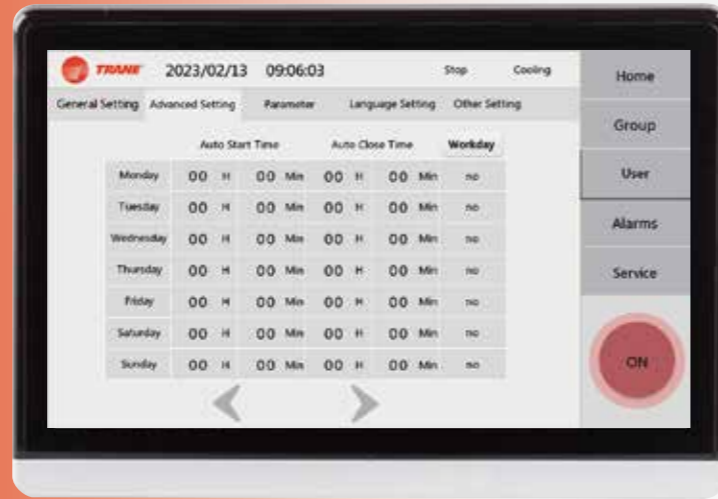 TRANE 2023/02/13 09:06:03 Stop Cooling
General Setting Advanced Setting Parameter Language Setting Other Setting
Auto Start Time Auto Close Time Workday
Monday 00 H 00 Min 00 H 00 Min no
Tuesday 00 H 00 Min 00 H 00 Min no
Wednesday 00 H 00 Min 00 H 00 Min no
Thursday 00 H 00 Min 00 H 00 Min no
Friday 00 H 00 Min 00 H 00 Min no
Saturday 00 H 00 Min 00 H 00 Min no
Sunday 00 H 00 Min 00 H 00 Min no
Home
Group
User
Alarms
Service
ON